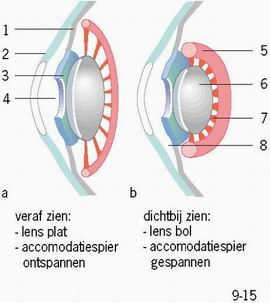 1
2
3
4
5
6
7
8
a
b
veraf zien:
- lens plat
- accomodatiespier
ontspannen
dichtbij zien:
- lens bol
- accomodatiespier
gespannen
9-15